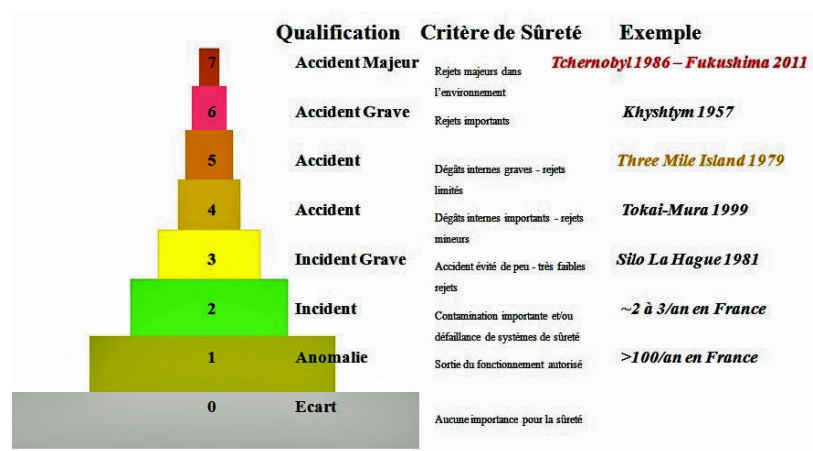 Qualification Critère de Sûreté Exemple
7 Accident Majeur Rejets majeurs dans Tchernobyl 1986 – Fukushima 2011
l'environnement
6 Accident Grave Rejets importants Khyshtym 1957
5 Accident Dégâts internes graves - rejets Three Mile Island 1979
limités
4 Accident Dégâts internes importants - rejets Tokai-Mura 1999
mineurs
3 Incident Grave Accident évité de peu - très faibles Silo La Hague 1981
rejets
2 Incident Contamination importante et/ou ~2 à 3/an en France
défaillance de systèmes de sûreté
1 Anomalie Sortie du fonctionnement autorisé >100/an en France
0 Ecart
Aucune importance pour la sûreté